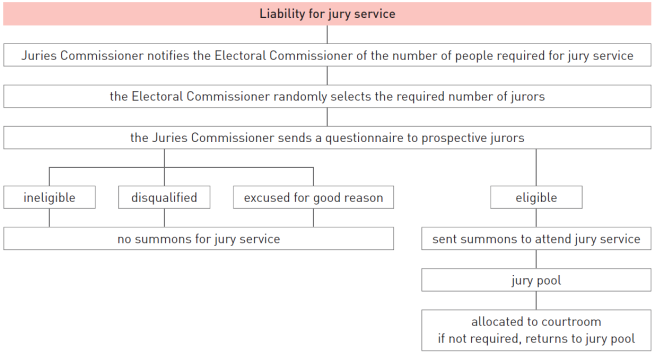 Liability for jury service
Juries Commissioner notifies the Electoral Commissioner of the number of people required for jury service
the Electoral Commissioner randomly selects the required number of jurors
the Juries Commissioner sends a questionnaire to prospective jurors
ineligible
disqualified
excused for good reason
eligible
no summons for jury service
sent summons to attend jury service
jury pool
allocated to courtroom
if not required, returns to jury pool